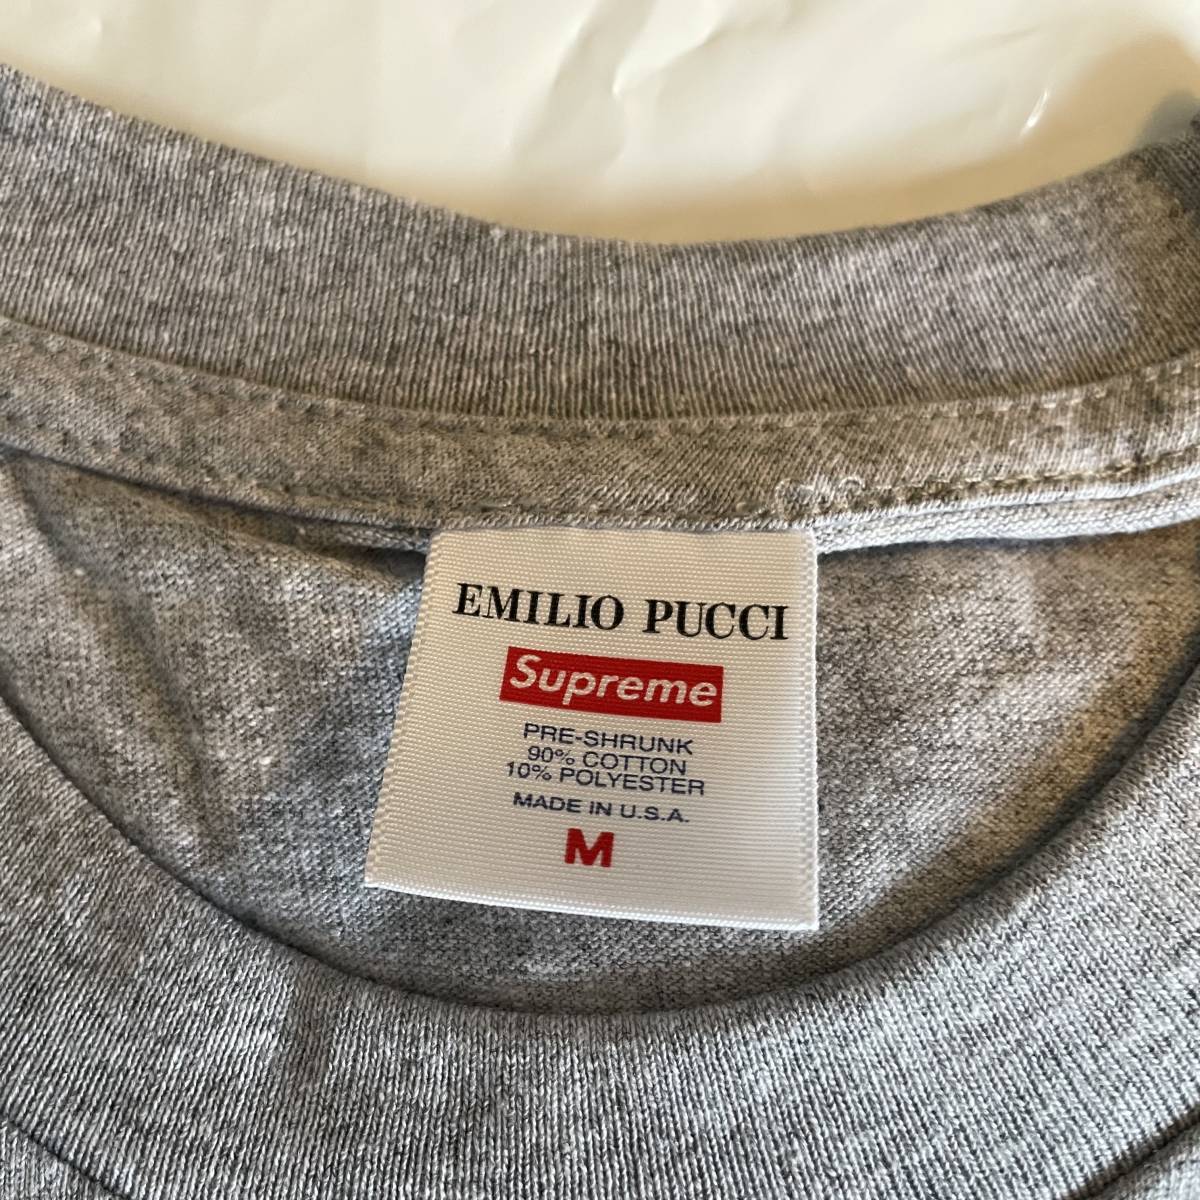 EMILIO PUCCI
Supreme
PRE-SHRUNK
90% COTTON
10% POLYESTER
MADE IN U.S.A.
M